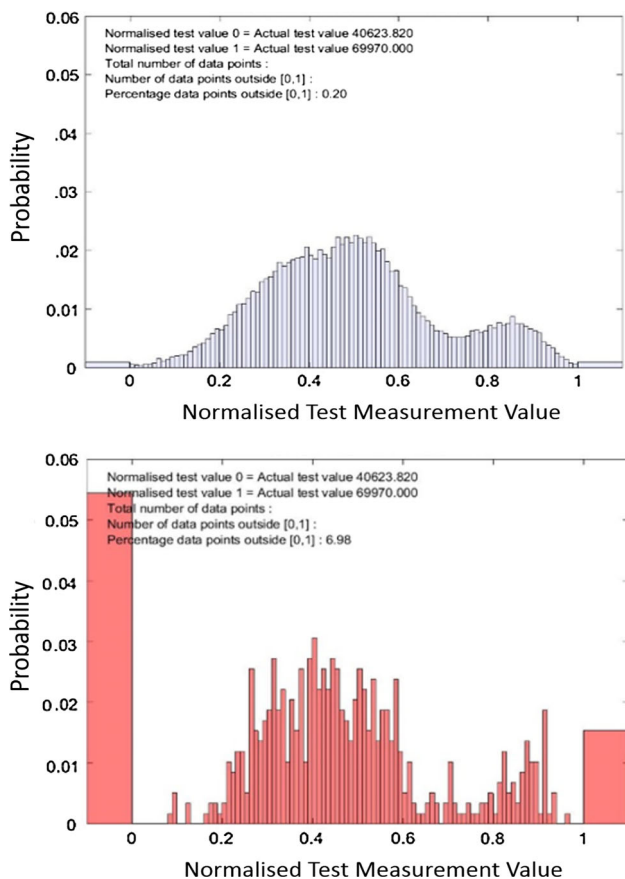 0.06
Normalised test value 0 = Actual test value 40623.820
Normalised test value 1 = Actual test value 69970.000
Total number of data points :
Number of data points outside [0,1] :
Percentage data points outside [0,1] : 0.20
0.05
.04
.03
.02
0.01
0
Probability
0 0.2 0.4 0.6 0.8 1
Normalised Test Measurement Value
0.06
Normalised test value 0 = Actual test value 40623.820
Normalised test value 1 = Actual test value 69970.000
Total number of data points :
Number of data points outside [0,1] :
Percentage data points outside [0,1] : 6.98
0.05
0.04
0.03
0.02
0.01
0
Probability
0 0.2 0.4 0.6 0.8 1
Normalised Test Measurement Value